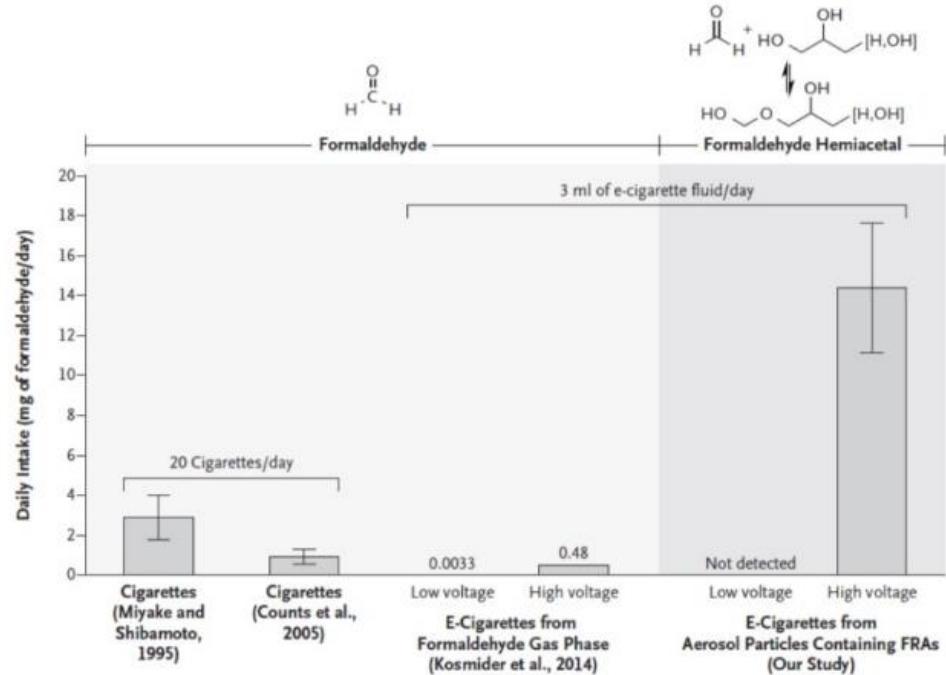 O
H H
+
OH
HO [H,OH]
OH
HO O [H,OH]
O
C
H H
Formaldehyde
Formaldehyde Hemiacetal
Daily Intake (mg of formaldehyde/day)
20
18
16
14
12
10
8
6
4
2
0
3 ml of e-cigarette fluid/day
20 Cigarettes/day
0.0033
0.48
Not detected
Cigarettes
(Miyake and
Shibamoto,
1995)
Cigarettes
(Counts et al.,
2005)
Low voltage
High voltage
E-Cigarettes from
Formaldehyde Gas Phase
(Kosmider et al., 2014)
Low voltage
High voltage
E-Cigarettes from
Aerosol Particles Containing FRAs
(Our Study)